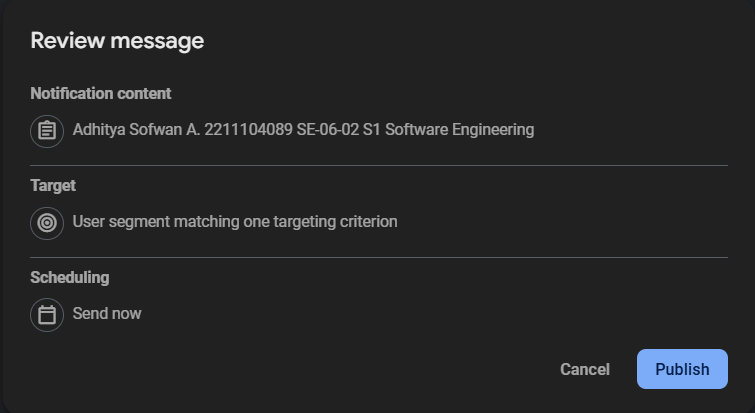 Review message
Notification content
Adhitya Sofwan A. 2211104089 SE-06-02 S1 Software Engineering
Target
User segment matching one targeting criterion
Scheduling
Send now
Cancel
Publish